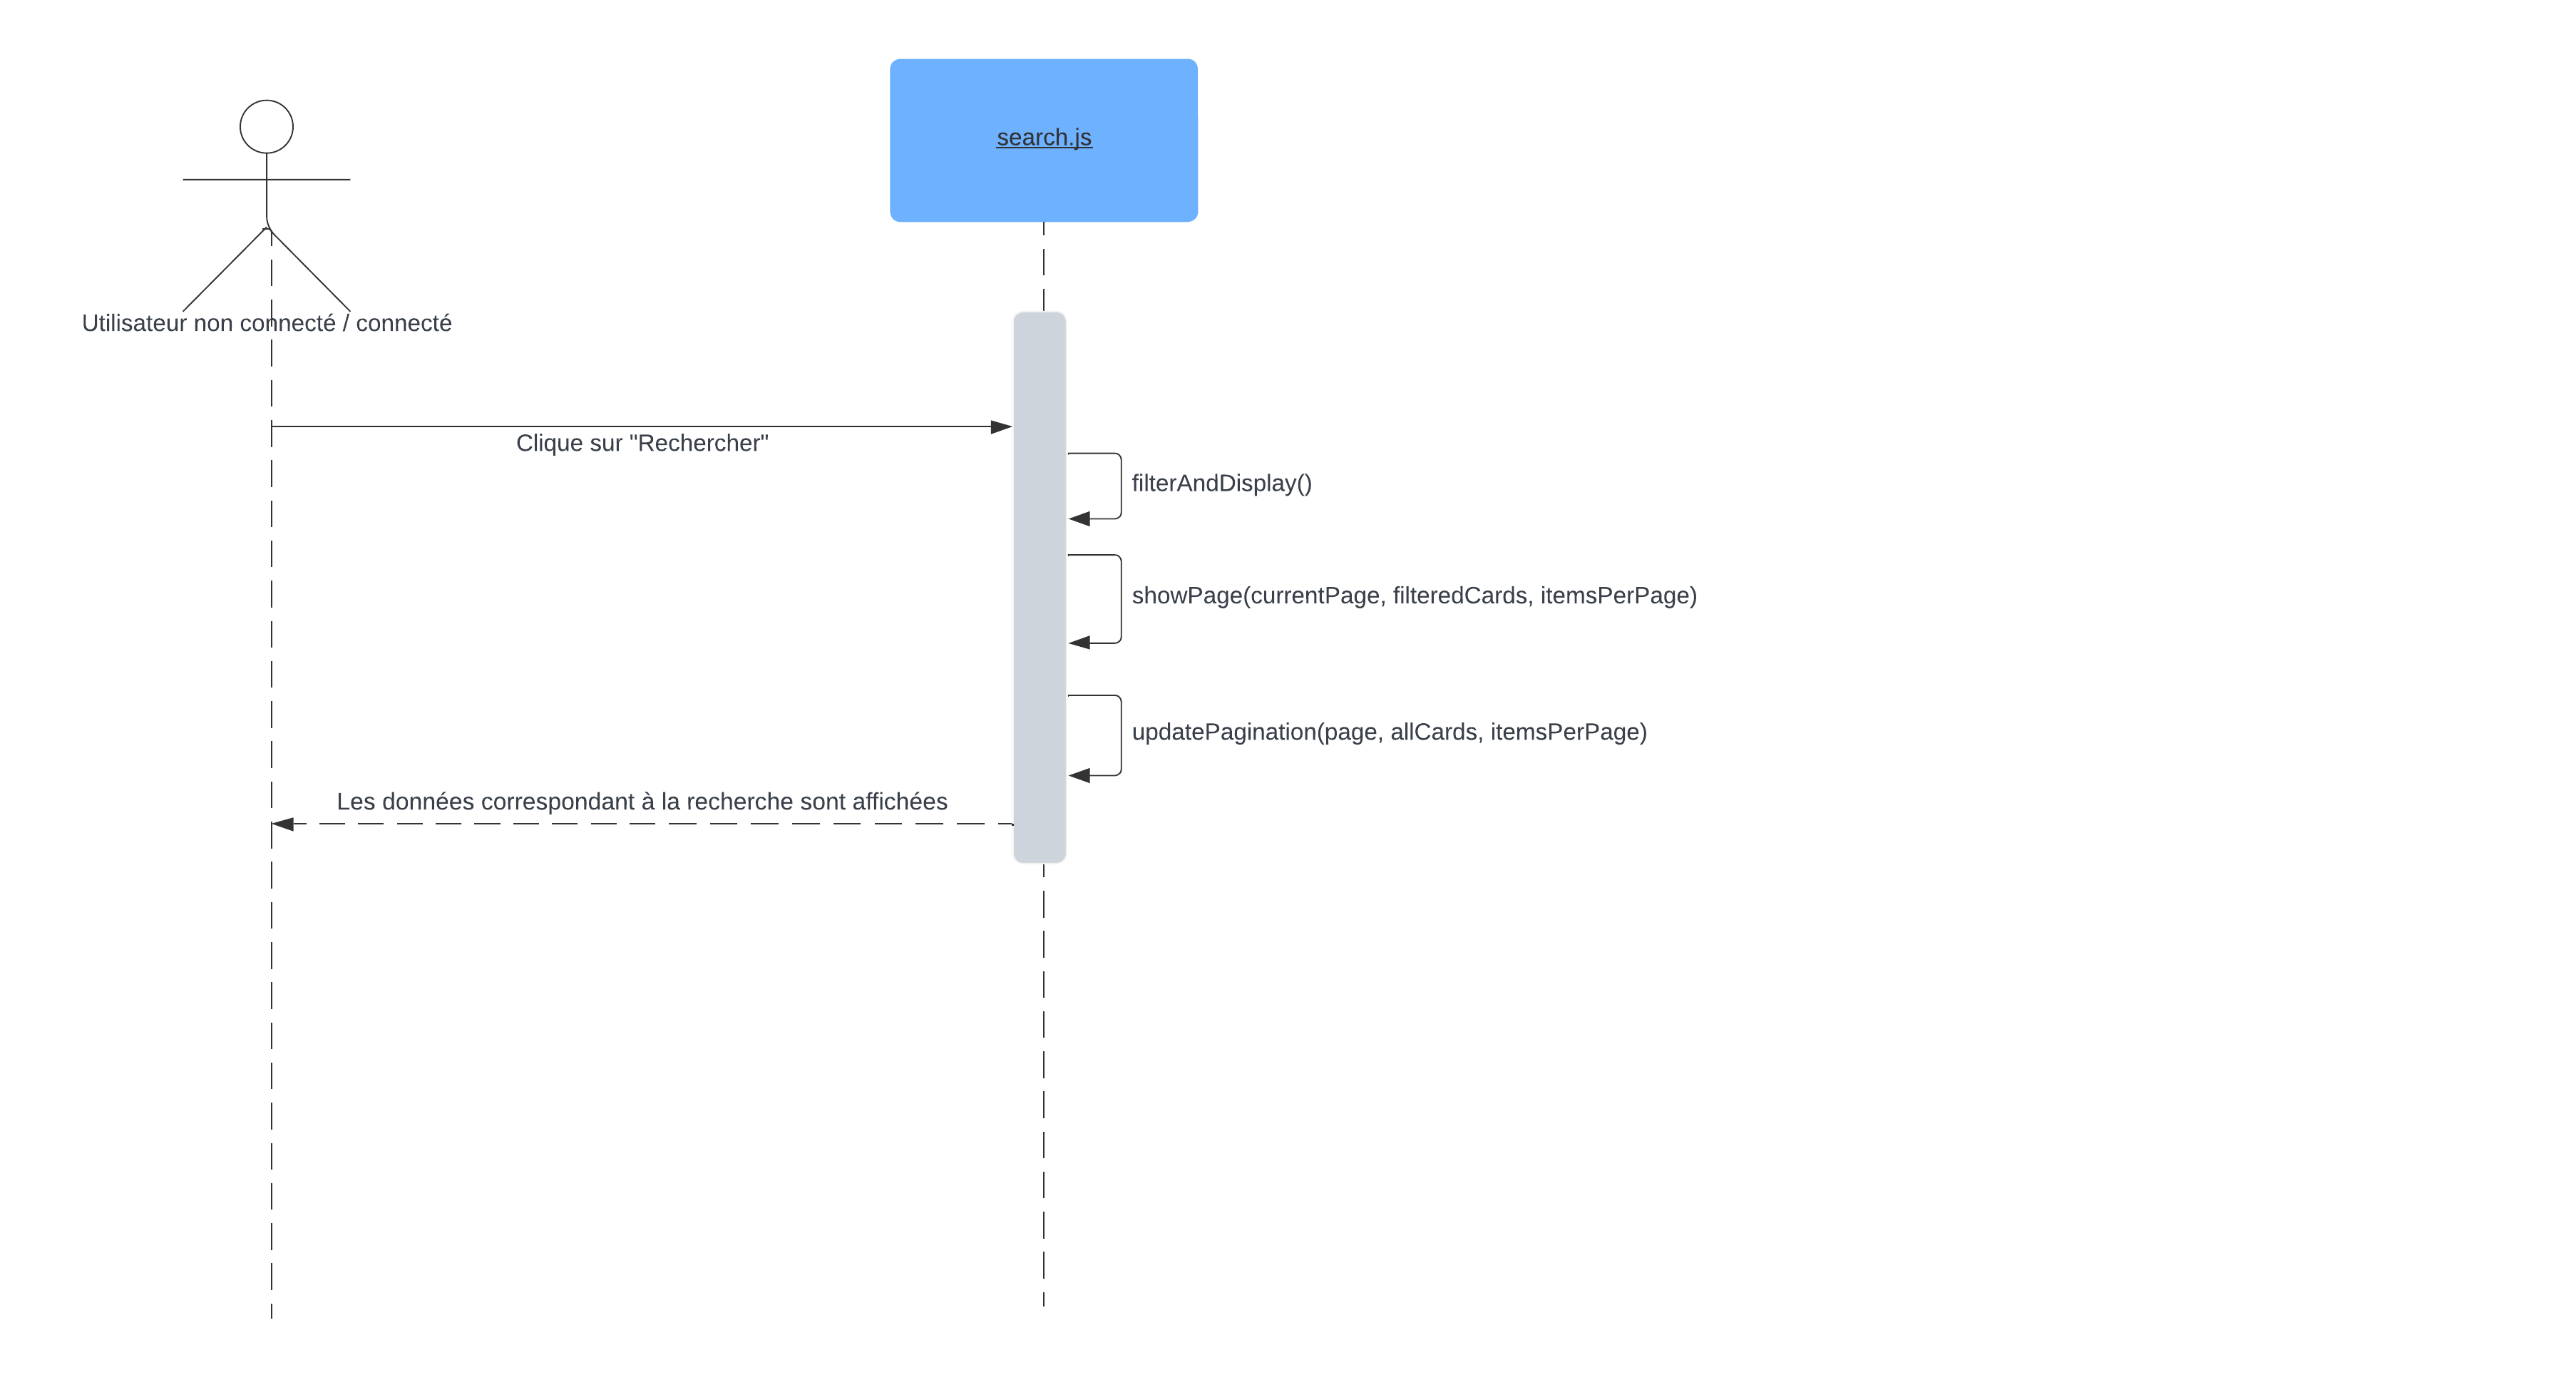 search.js
Utilisateur non connecté / connecté
Clique sur "Rechercher"
filterAndDisplay()
showPage(currentPage, filteredCards, itemsPerPage)
updatePagination(page, allCards, itemsPerPage)
Les données correspondant à la recherche sont affichées